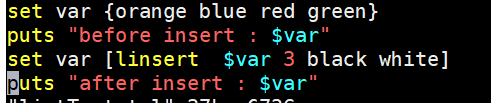 set var {orange blue red green}
puts "before insert : $var"
set var [linsert  $var 3 black white]
puts "after insert : $var"